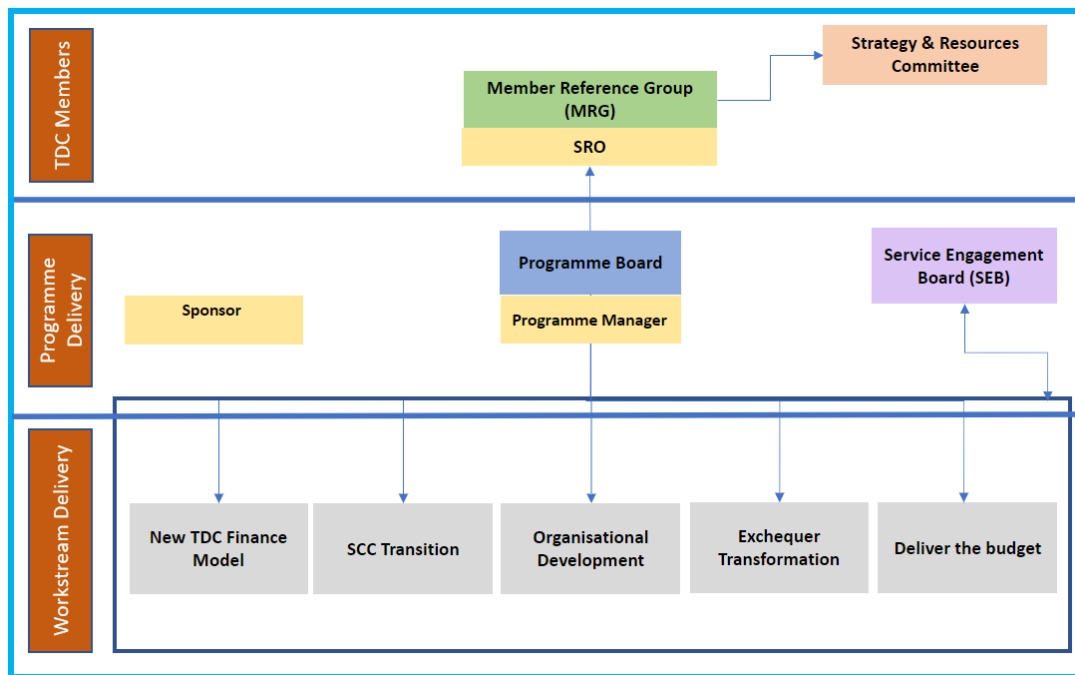 TDC Members
Strategy & Resources
Committee
Member Reference Group
(MRG)
SRO
Programme
Delivery
Programme Board
Service Engagement
Board (SEB)
Sponsor
Programme Manager
Workstream Delivery
New TDC Finance
Model
SCC Transition
Organisational
Development
Exchequer
Transformation
Deliver the budget